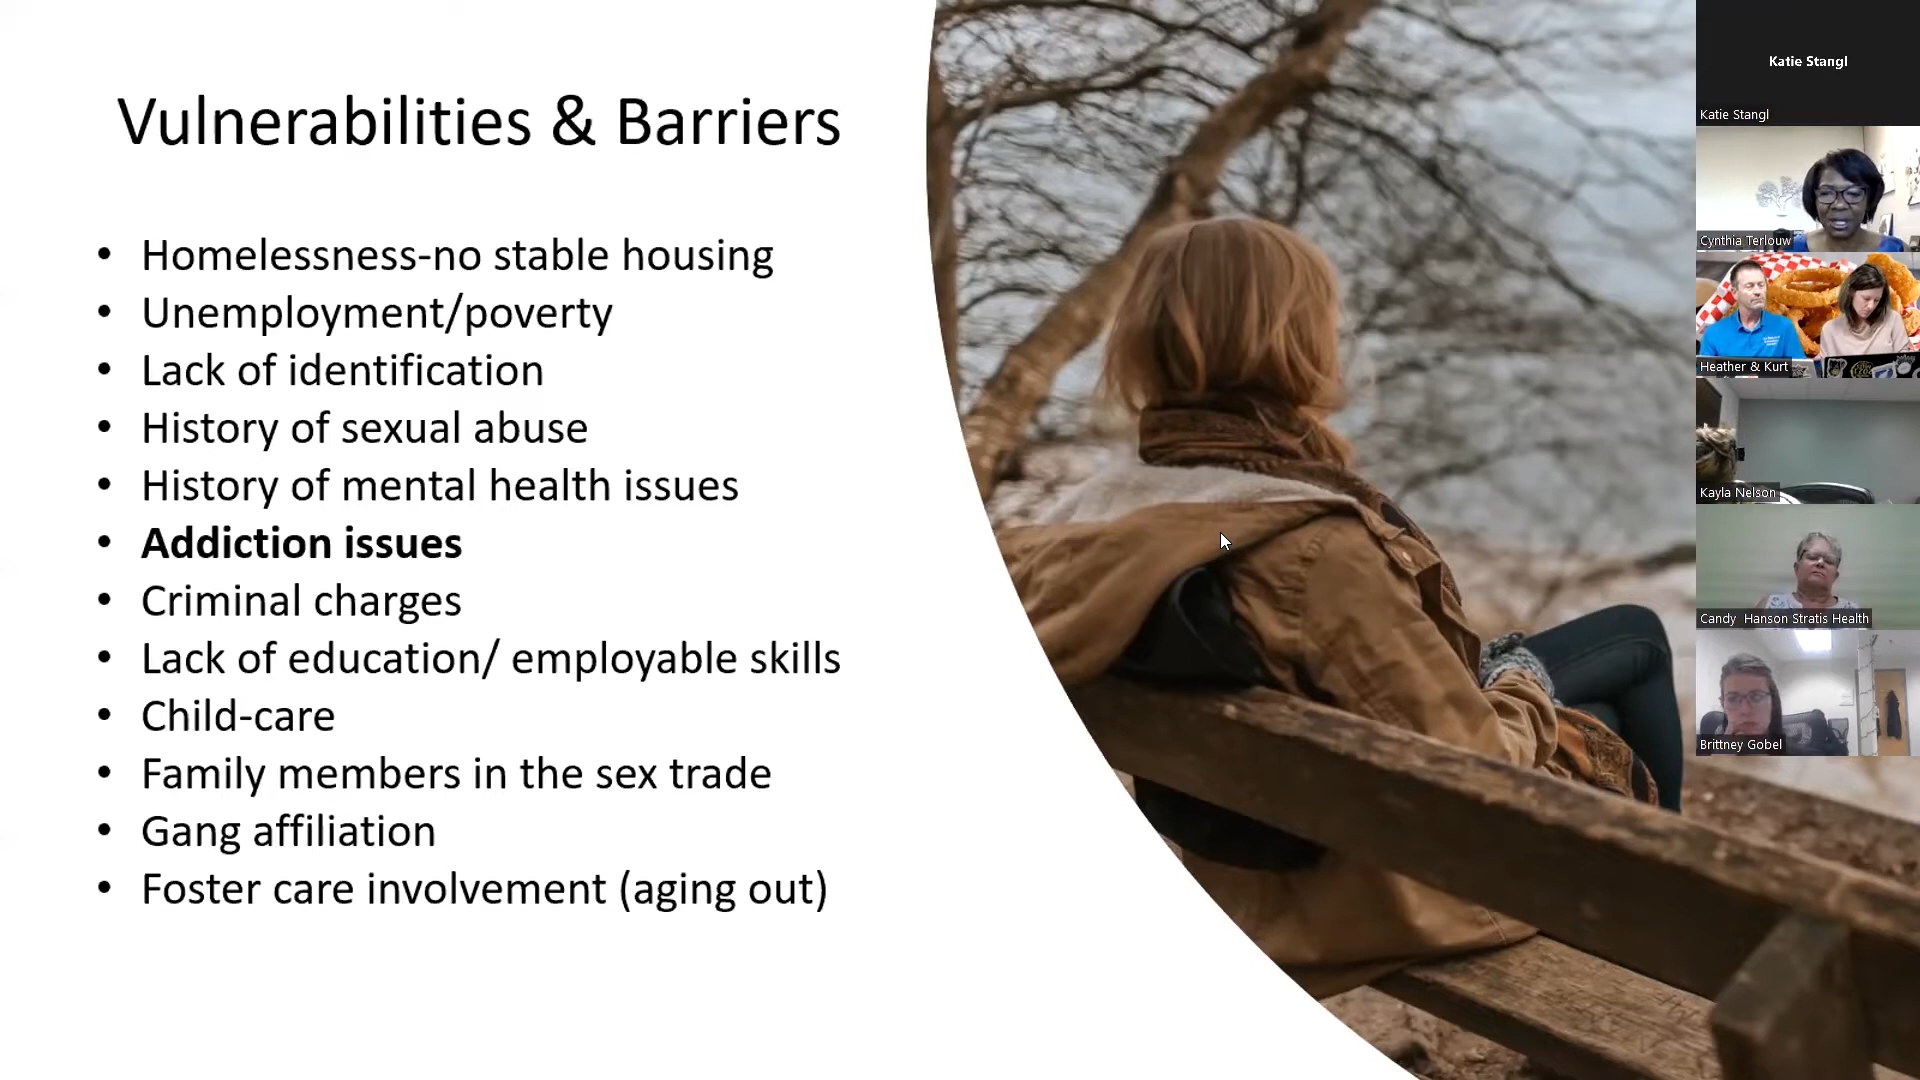 Vulnerabilities & Barriers
• Homelessness-no stable housing
• Unemployment/poverty
• Lack of identification
• History of sexual abuse
• History of mental health issues
• Addiction issues
• Criminal charges
• Lack of education/ employable skills
• Child-care
• Family members in the sex trade
• Gang affiliation
• Foster care involvement (aging out)
Katie Stangl
Katie Stangl
Cynthia Terlouw
Heather & Kurt
Kayla Nelson
Candy Hanson Stratis Health
Brittney Gobel